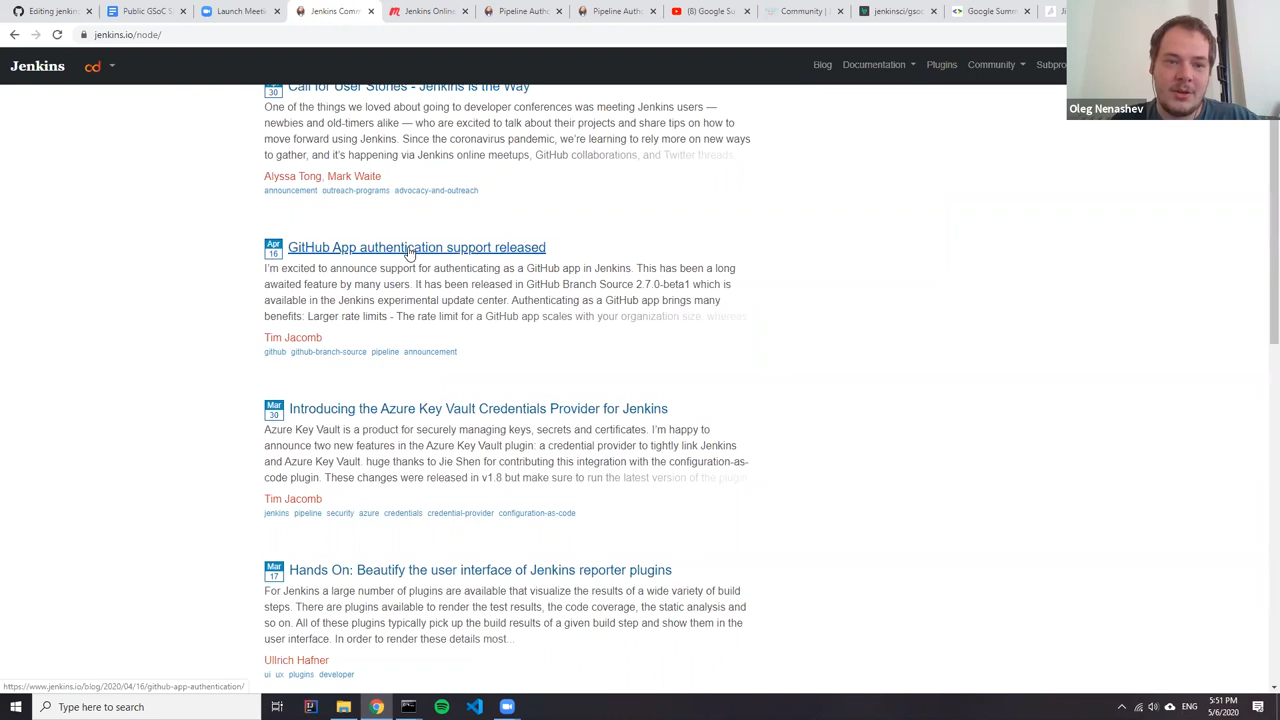 Editing jenkins.io/c
Public GSoC St
Launch Meetin
Jenkins
Pipeline Auth
Pipeline Auth
(B) Google Su
Community | J
jenkinsci/gsoc
Google Summ
Ji
jenkins.io/node/
Jenkins cd Blog Documentation Plugins Community Subpro
Oleg Nenashev
30 Call for User Stories - Jenkins Is the Way
One of the things we loved about going to developer conferences was meeting Jenkins users —
newbies and old-timers alike — who are excited to talk about their projects and share tips on how to
move forward using Jenkins. Since the coronavirus pandemic, we're learning to rely more on new ways
to gather, and it's happening via Jenkins online meetups, GitHub collaborations, and Twitter threads.
Alyssa Tong, Mark Waite
announcement outreach-programs advocacy-and-outreach
Apr 16 GitHub App authentication support released
I'm excited to announce support for authenticating as a GitHub app in Jenkins. This has been a long
awaited feature by many users. It has been released in GitHub Branch Source 2.7.0-beta1 which is
available in the Jenkins experimental update center. Authenticating as a GitHub app brings many
benefits: Larger rate limits - The rate limit for a GitHub app scales with your organization size, whereas
Tim Jacomb
github github-branch-source pipeline announcement
Mar 30 Introducing the Azure Key Vault Credentials Provider for Jenkins
Azure Key Vault is a product for securely managing keys, secrets and certificates. I'm happy to
announce two new features in the Azure Key Vault plugin: a credential provider to tightly link Jenkins
and Azure Key Vault. huge thanks to Jie Shen for contributing this integration with the configuration-as-
code plugin. These changes were released in v1.8 but make sure to run the latest version of the plugin
Tim Jacomb
jenkins pipeline security azure credentials credential-provider configuration-as-code
Mar 17 Hands On: Beautify the user interface of Jenkins reporter plugins
For Jenkins a large number of plugins are available that visualize the results of a wide variety of build
steps. There are plugins available to render the test results, the code coverage, the static analysis and
so on. All of these plugins typically pick up the build results of a given build step and show them in the
user interface. In order to render these details most...
Ullrich Hafner
ui ux plugins developer
https://www.jenkins.io/blog/2020/04/16/github-app-authentication/
Type here to search
ENG
5:51 PM
5/6/2020